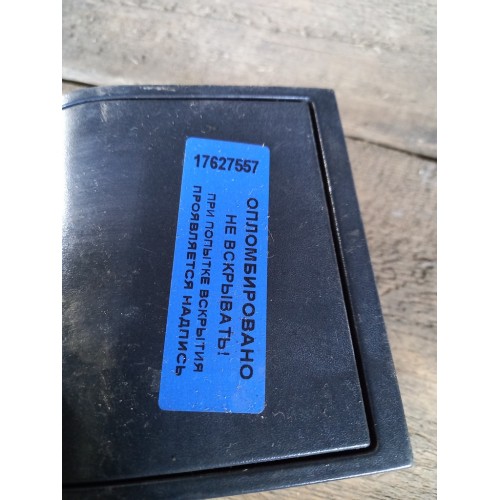 17627557
ОПЛОМБИРОВАНО
НЕ ВСКРЫВАТЬ!
ПРИ ПОПЫТКЕ ВСКРЫТИЯ
ПРОЯВЛЯЕТСЯ НАДПИСЬ